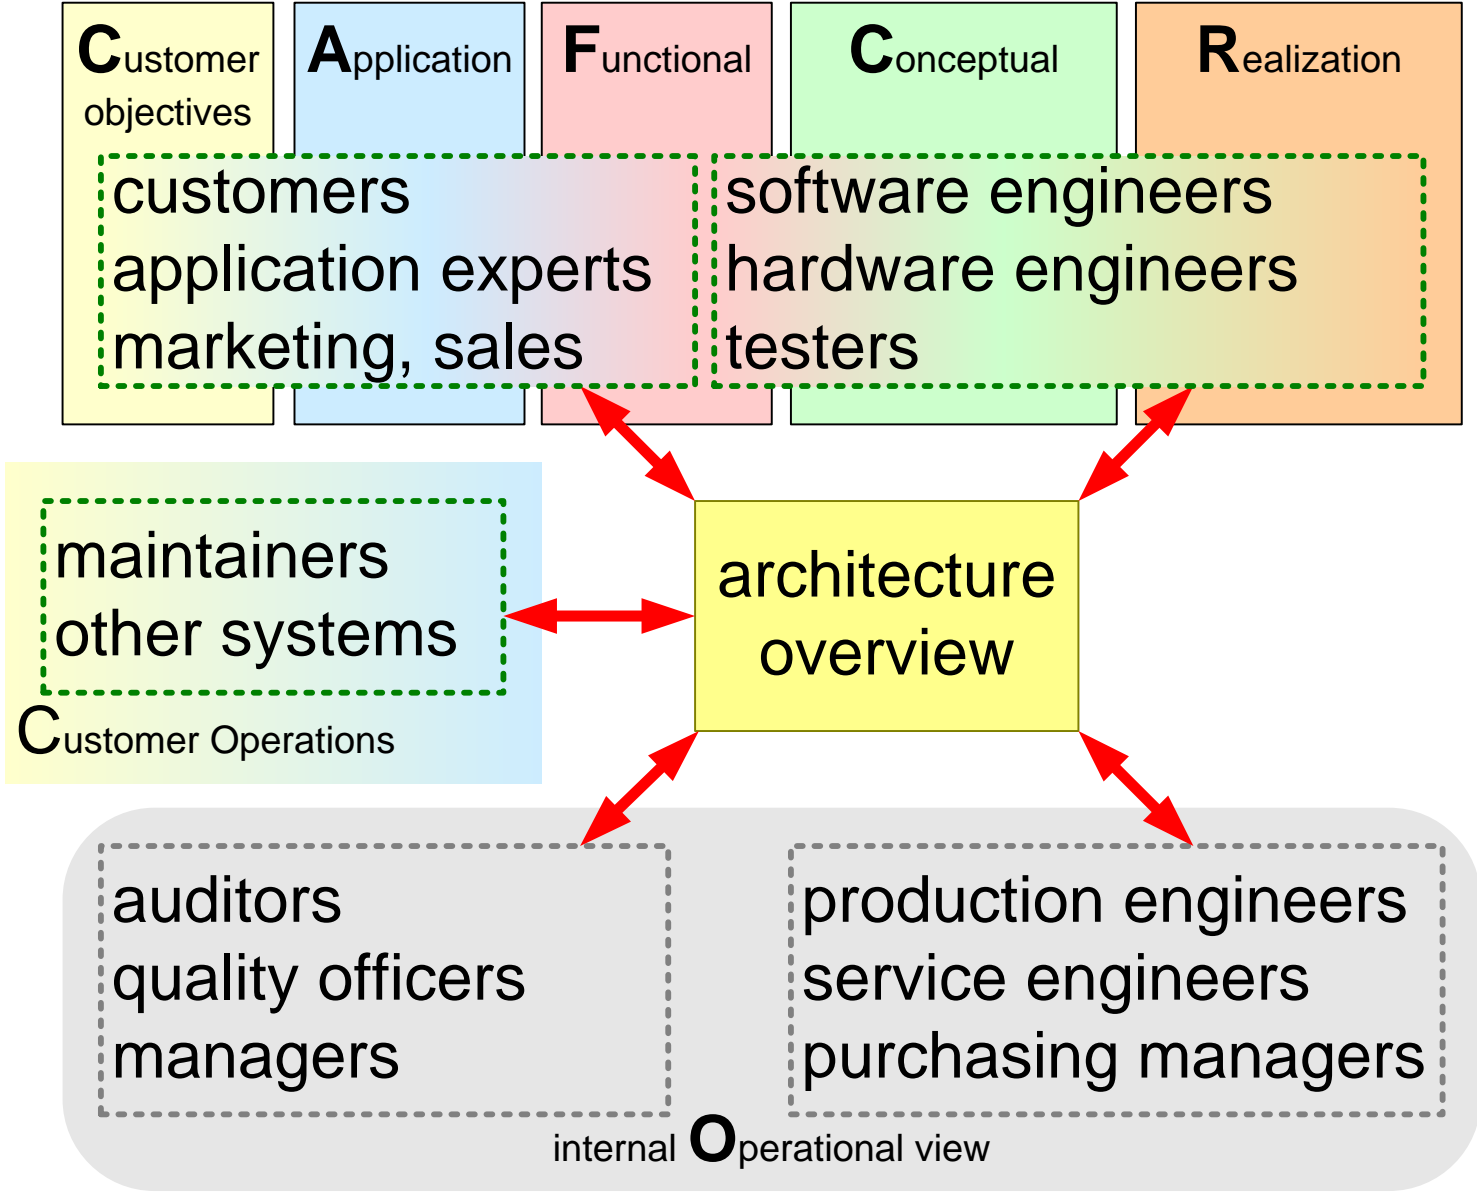 Customer
objectives
Application
Functional
Conceptual
Realization
customers
application experts
marketing, sales
software engineers
hardware engineers
testers
maintainers
other systems
Customer Operations
architecture
overview
auditors
quality officers
managers
production engineers
service engineers
purchasing managers
internal Operational view